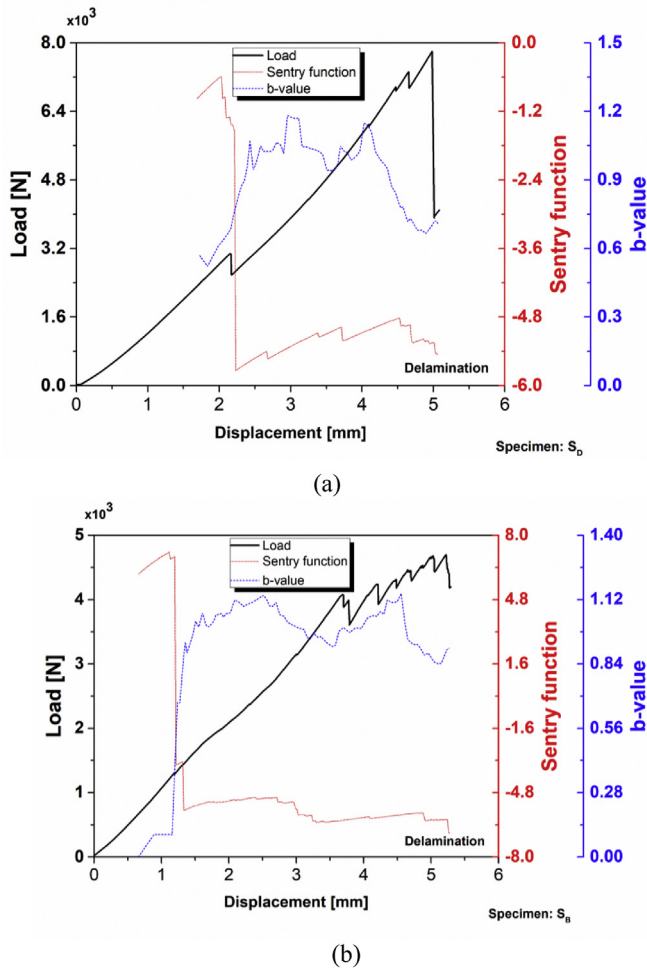 x10³
8.0
6.4
4.8
3.2
1.6
0.0
Load [N]
Load
Sentry function
b-value
0.0
-1.2
-2.4
-3.6
-4.8
-6.0
Sentry function
1.5
1.2
0.9
0.6
0.3
0.0
b-value
Delamination
0 1 2 3 4 5 6
Displacement [mm]
Specimen: S_D
(a)
x10³
5
4
3
2
1
0
Load [N]
Load
Sentry function
b-value
8.0
4.8
1.6
-1.6
-4.8
-8.0
Sentry function
1.40
1.12
0.84
0.56
0.28
0.00
b-value
Delamination
0 1 2 3 4 5 6
Displacement [mm]
Specimen: S_B
(b)